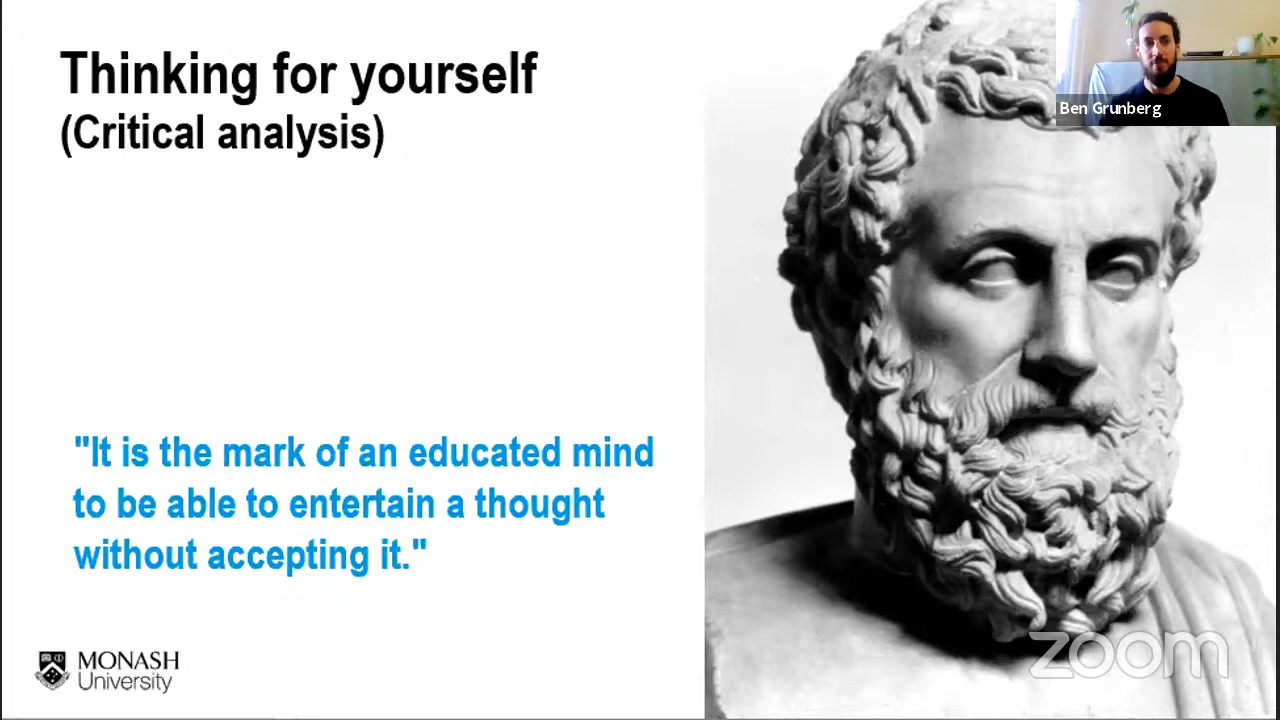 Thinking for yourself
(Critical analysis)
Ben Grunberg
"It is the mark of an educated mind
to be able to entertain a thought
without accepting it."
MONASH
University
zoom